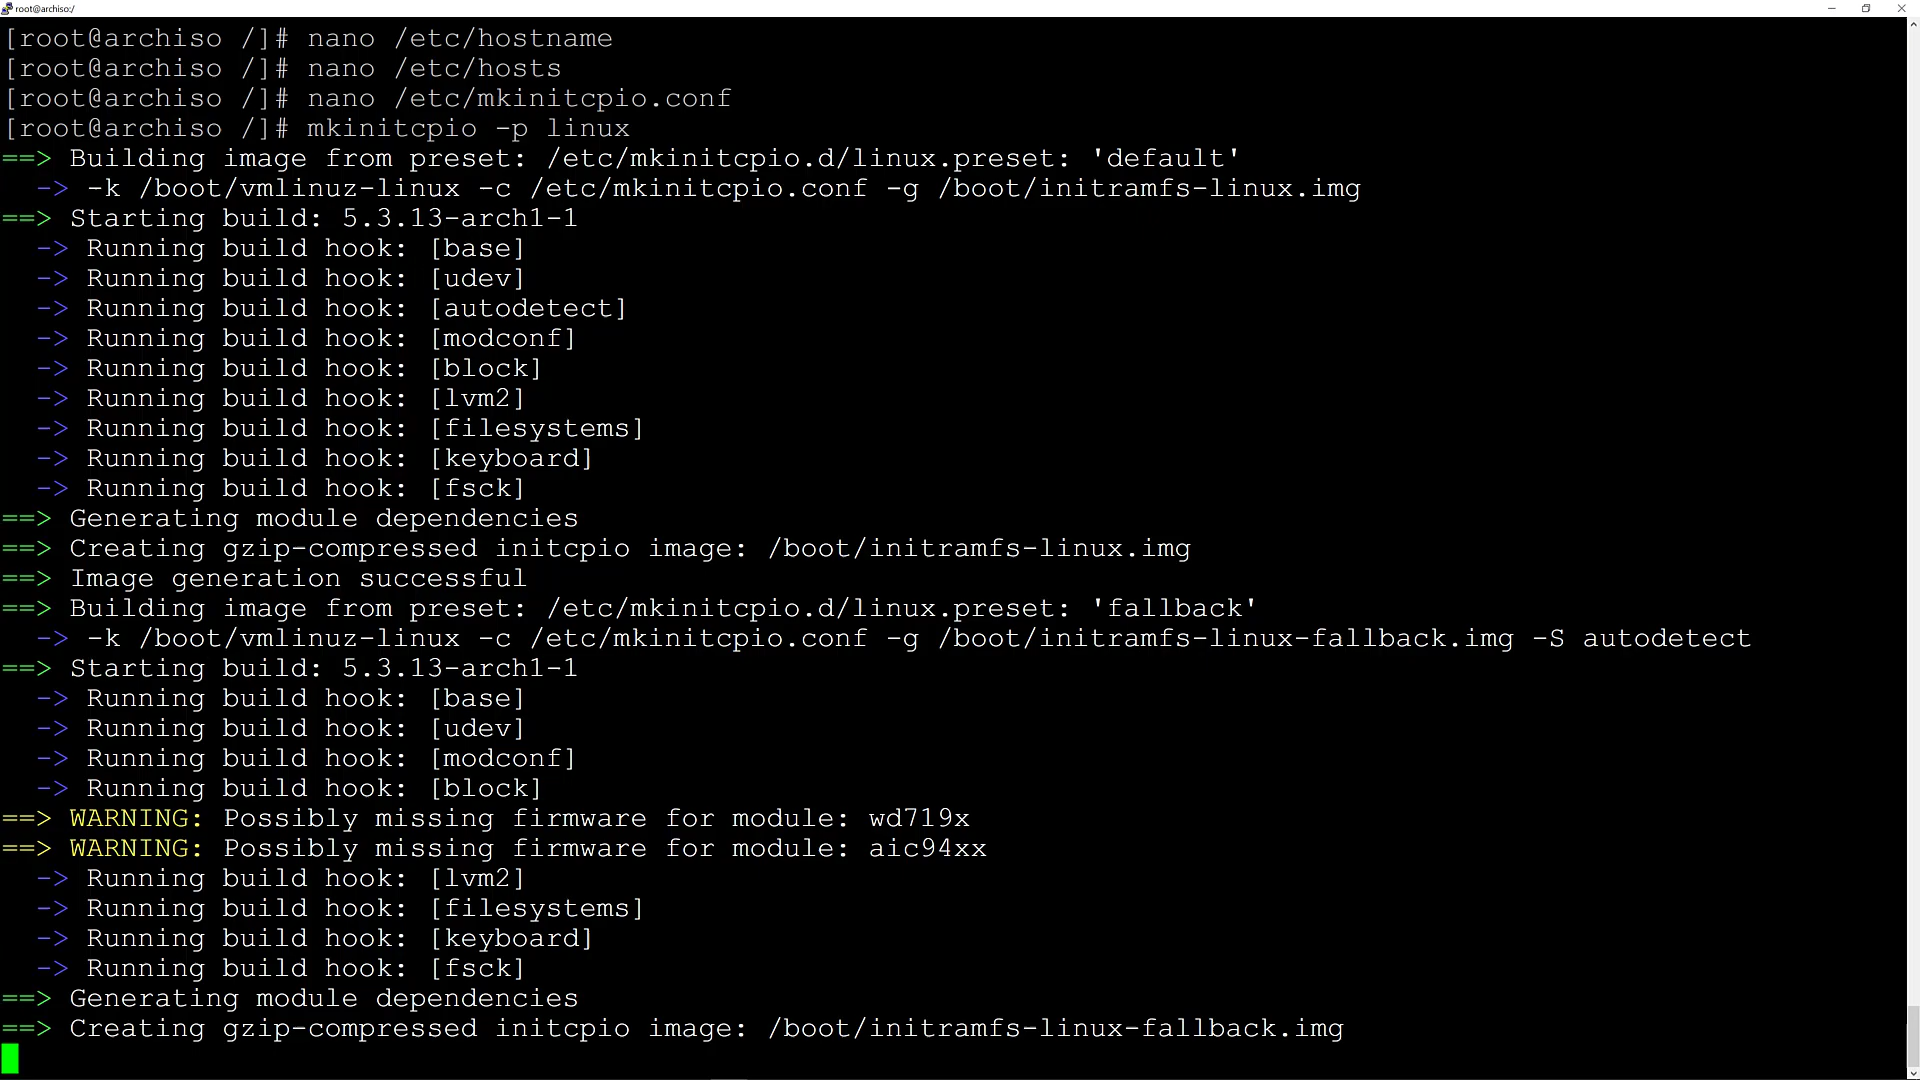 root@archiso:/
[root@archiso /]# nano /etc/hostname
[root@archiso /]# nano /etc/hosts
[root@archiso /]# nano /etc/mkinitcpio.conf
[root@archiso /]# mkinitcpio -p linux
==> Building image from preset: /etc/mkinitcpio.d/linux.preset: 'default'
  -> -k /boot/vmlinuz-linux -c /etc/mkinitcpio.conf -g /boot/initramfs-linux.img
==> Starting build: 5.3.13-arch1-1
  -> Running build hook: [base]
  -> Running build hook: [udev]
  -> Running build hook: [autodetect]
  -> Running build hook: [modconf]
  -> Running build hook: [block]
  -> Running build hook: [lvm2]
  -> Running build hook: [filesystems]
  -> Running build hook: [keyboard]
  -> Running build hook: [fsck]
==> Generating module dependencies
==> Creating gzip-compressed initcpio image: /boot/initramfs-linux.img
==> Image generation successful
==> Building image from preset: /etc/mkinitcpio.d/linux.preset: 'fallback'
  -> -k /boot/vmlinuz-linux -c /etc/mkinitcpio.conf -g /boot/initramfs-linux-fallback.img -S autodetect
==> Starting build: 5.3.13-arch1-1
  -> Running build hook: [base]
  -> Running build hook: [udev]
  -> Running build hook: [modconf]
  -> Running build hook: [block]
==> WARNING: Possibly missing firmware for module: wd719x
==> WARNING: Possibly missing firmware for module: aic94xx
  -> Running build hook: [lvm2]
  -> Running build hook: [filesystems]
  -> Running build hook: [keyboard]
  -> Running build hook: [fsck]
==> Generating module dependencies
==> Creating gzip-compressed initcpio image: /boot/initramfs-linux-fallback.img